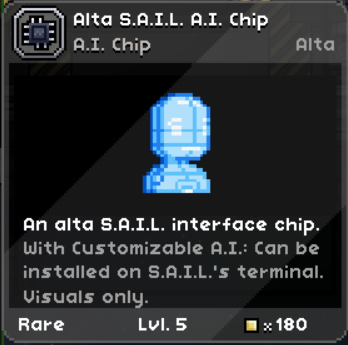 Alta S.A.I.L. A.I. Chip
A.I. Chip Alta
An alta S.A.I.L. interface chip.
With Customizable A.I.: Can be
installed on S.A.I.L.'s terminal.
Visuals only.
Rare Lvl. 5 x180